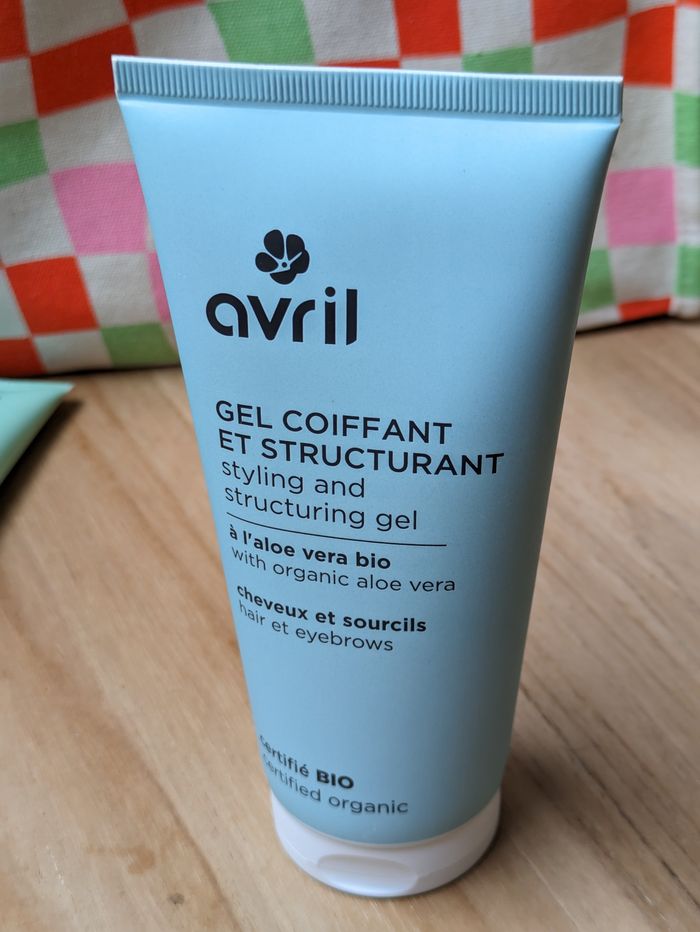 avril
GEL COIFFANT
ET STRUCTURANT
styling and
structuring gel
à l'aloe vera bio
with organic aloe vera
cheveux et sourcils
hair et eyebrows
certifié BIO
certified organic